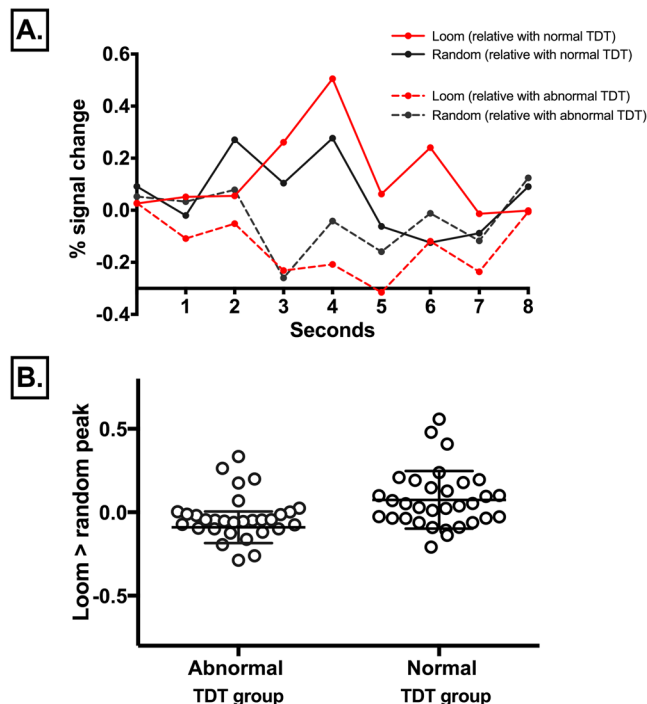 A.
Loom (relative with normal TDT)
Random (relative with normal TDT)
Loom (relative with abnormal TDT)
Random (relative with abnormal TDT)
% signal change
0.6
0.4
0.2
0.0
-0.2
-0.4
1 2 3 4 5 6 7 8
Seconds
B.
Loom > random peak
0.5
0.0
-0.5
Abnormal Normal
TDT group TDT group